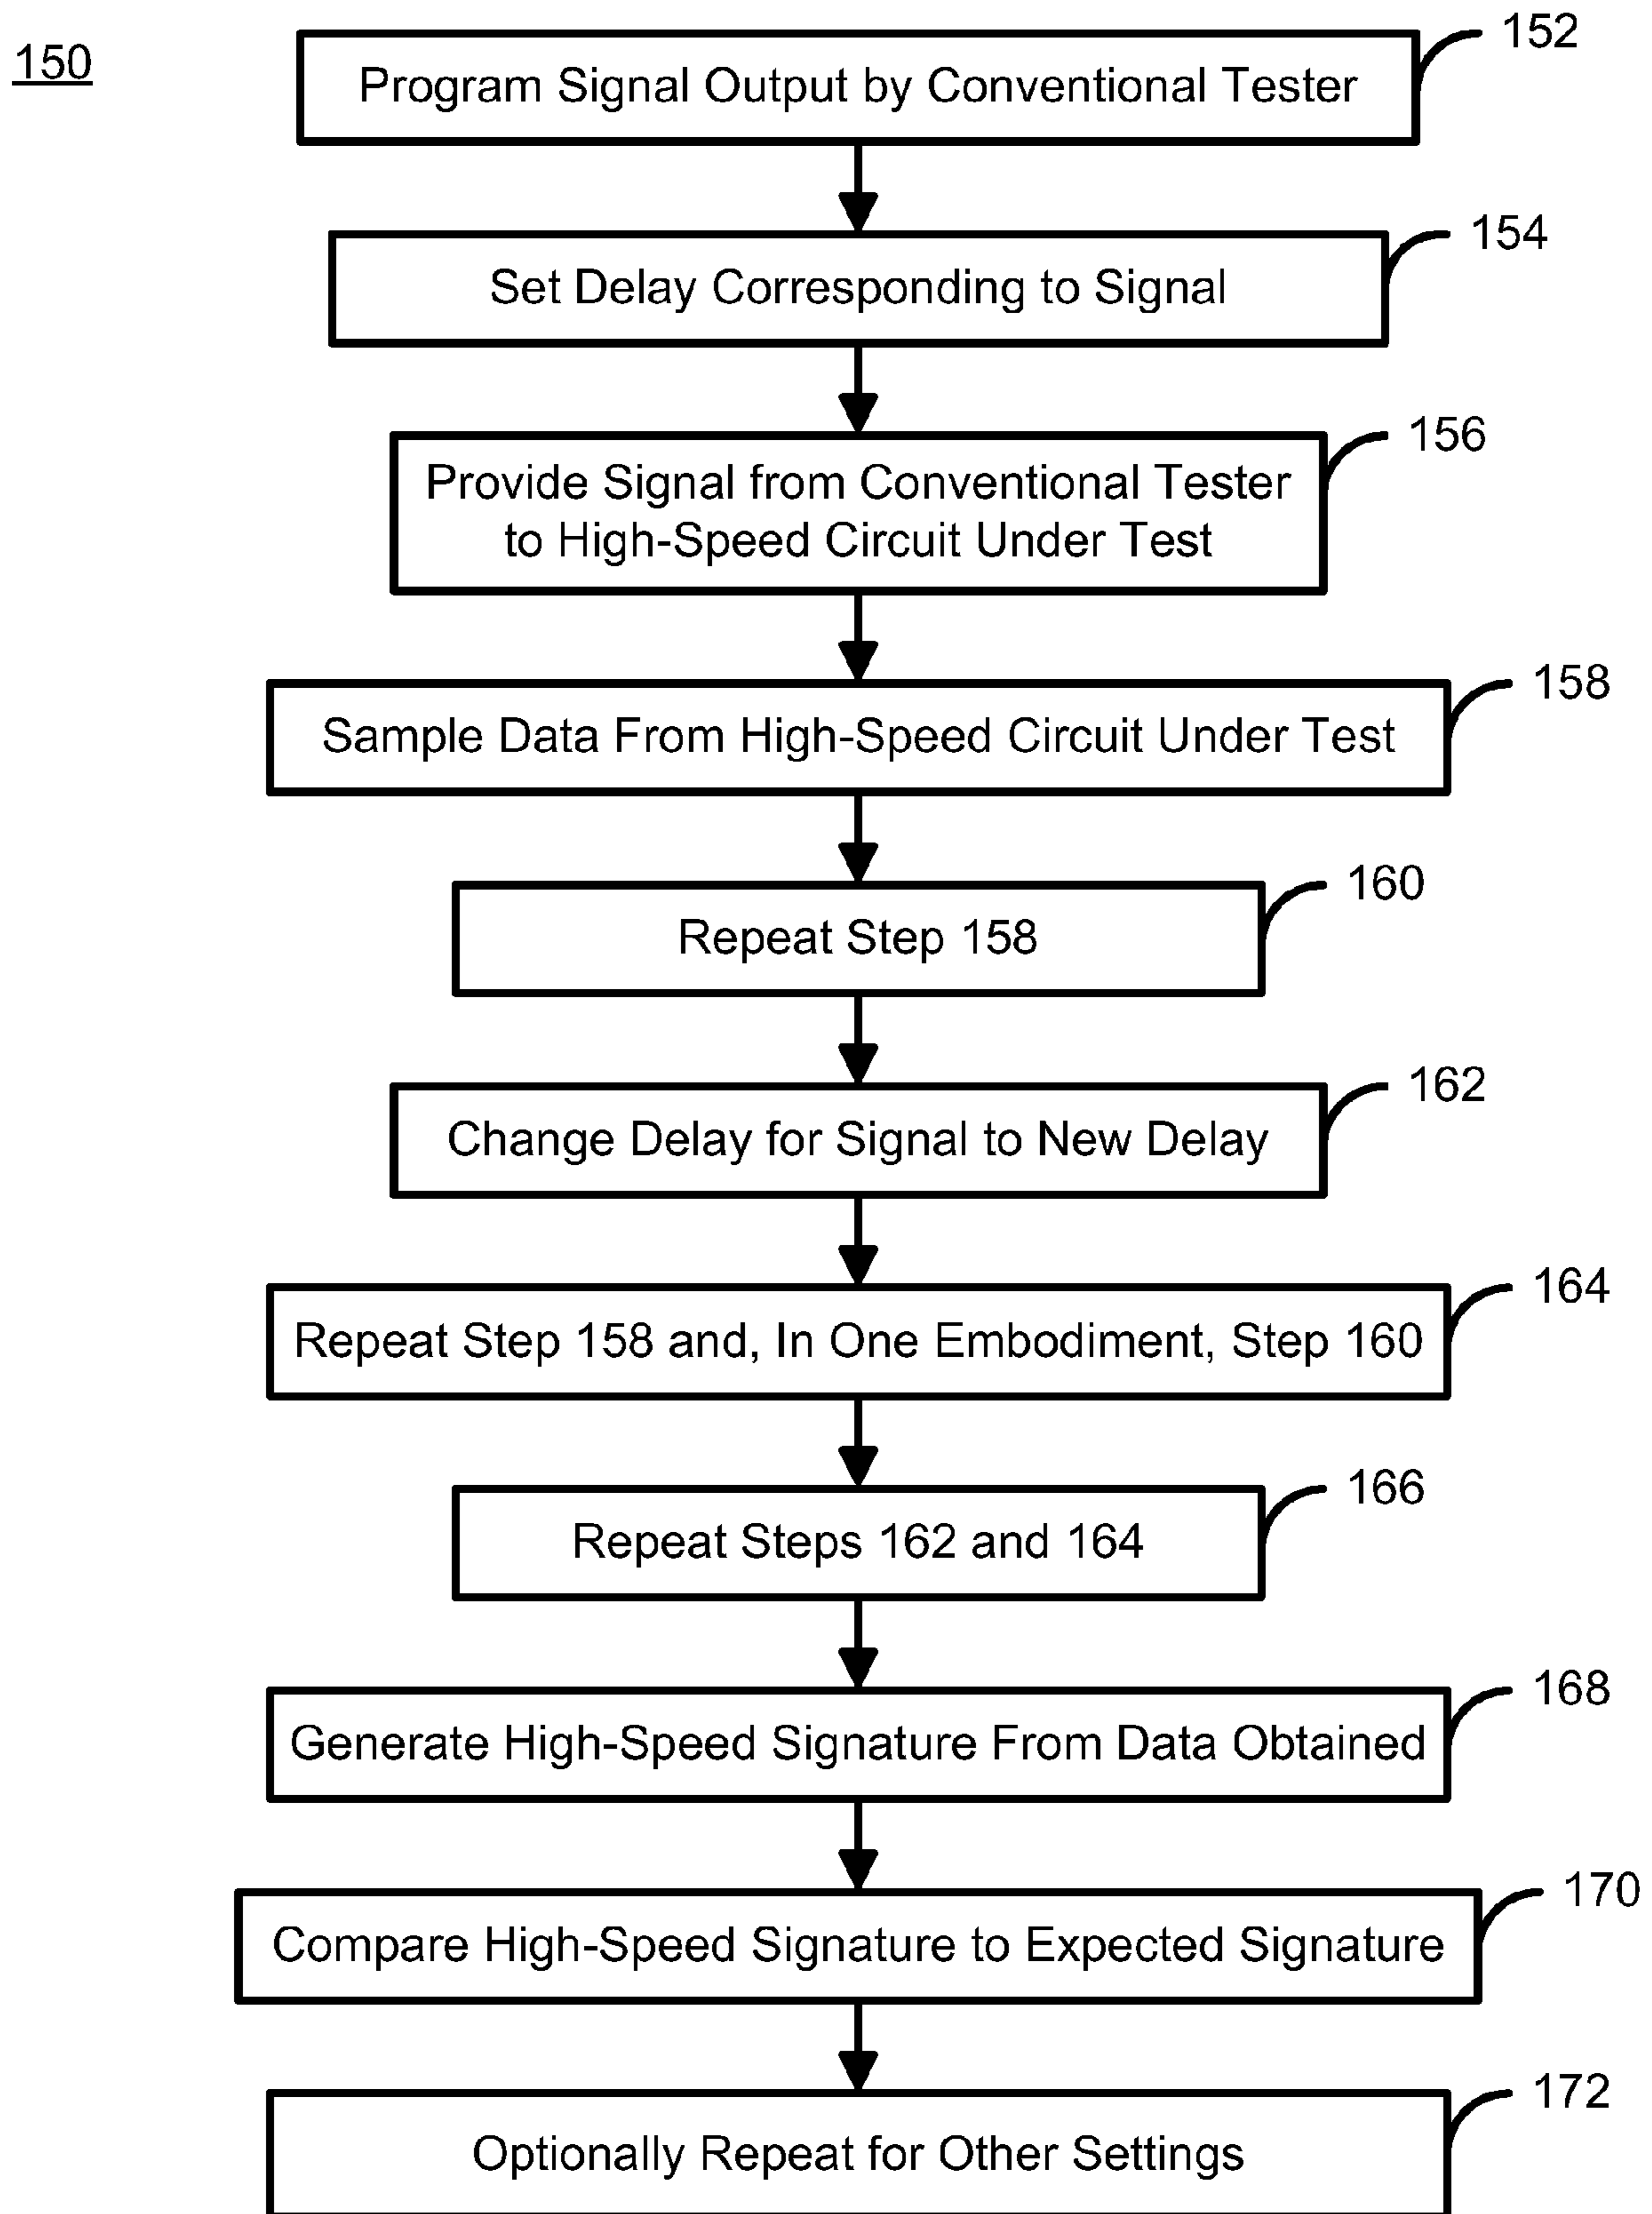 150
152
Program Signal Output by Conventional Tester
154
Set Delay Corresponding to Signal
156
Provide Signal from Conventional Tester
to High-Speed Circuit Under Test
158
Sample Data From High-Speed Circuit Under Test
160
Repeat Step 158
162
Change Delay for Signal to New Delay
164
Repeat Step 158 and, In One Embodiment, Step 160
166
Repeat Steps 162 and 164
168
Generate High-Speed Signature From Data Obtained
170
Compare High-Speed Signature to Expected Signature
172
Optionally Repeat for Other Settings